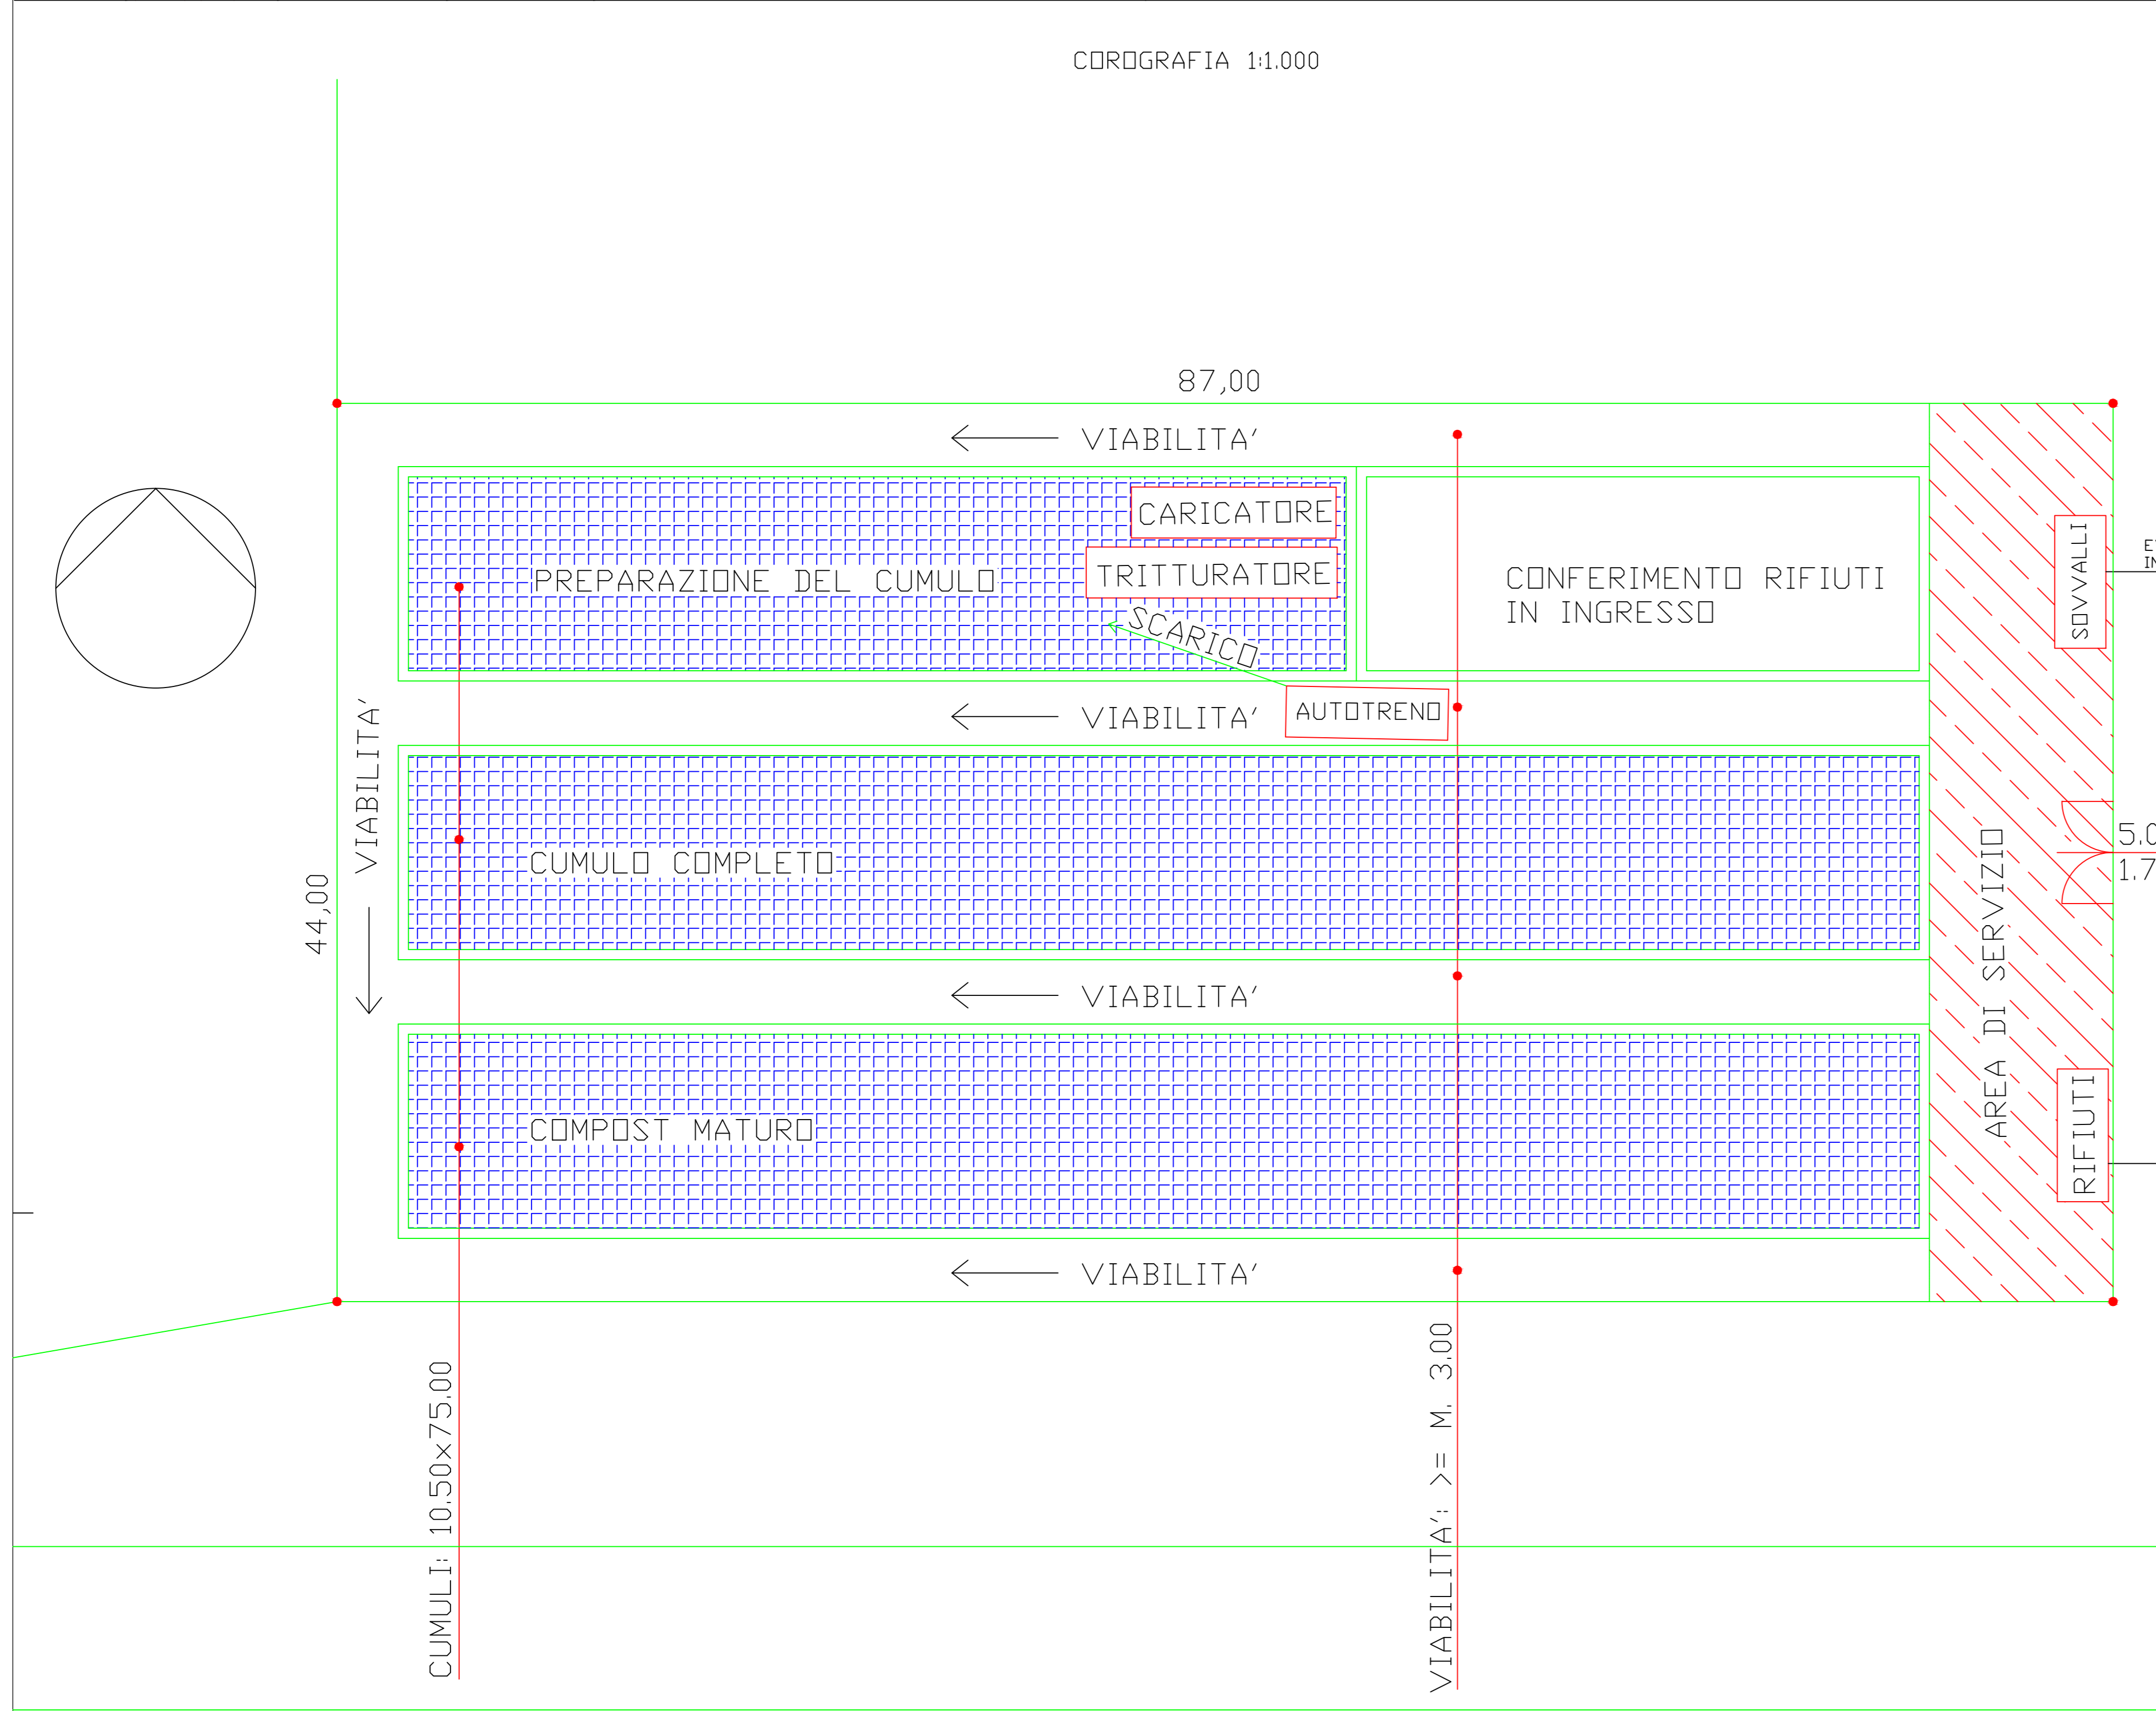 COROGRAFIA 1:1.000
87,00
VIABILITA'
CARICATORE
TRITTURATORE
PREPARAZIONE DEL CUMULO
SCARICO
CONFERIMENTO RIFIUTI
IN INGRESSO
SOVVALLI
VIABILITA'
AUTOTRENO
VIABILITA'
44,00
CUMULO COMPLETO
AREA DI SERVIZIO
VIABILITA'
COMPOST MATURO
RIFIUTI
VIABILITA'
CUMULI: 10.50x75.00
VIABILITA': >= M. 3.00